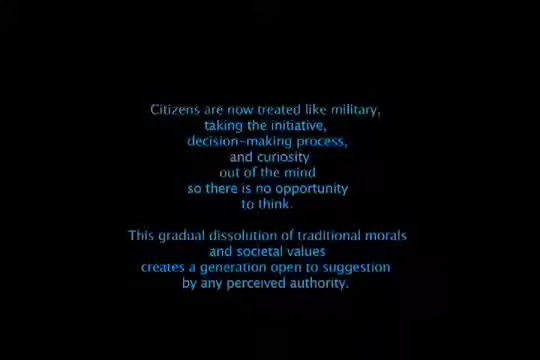 Citizens are now treated like military,
taking the initiative,
decision-making process,
and curiosity
out of the mind
so there is no opportunity
to think.
This gradual dissolution of traditional morals
and societal values
creates a generation open to suggestion
by any perceived authority.